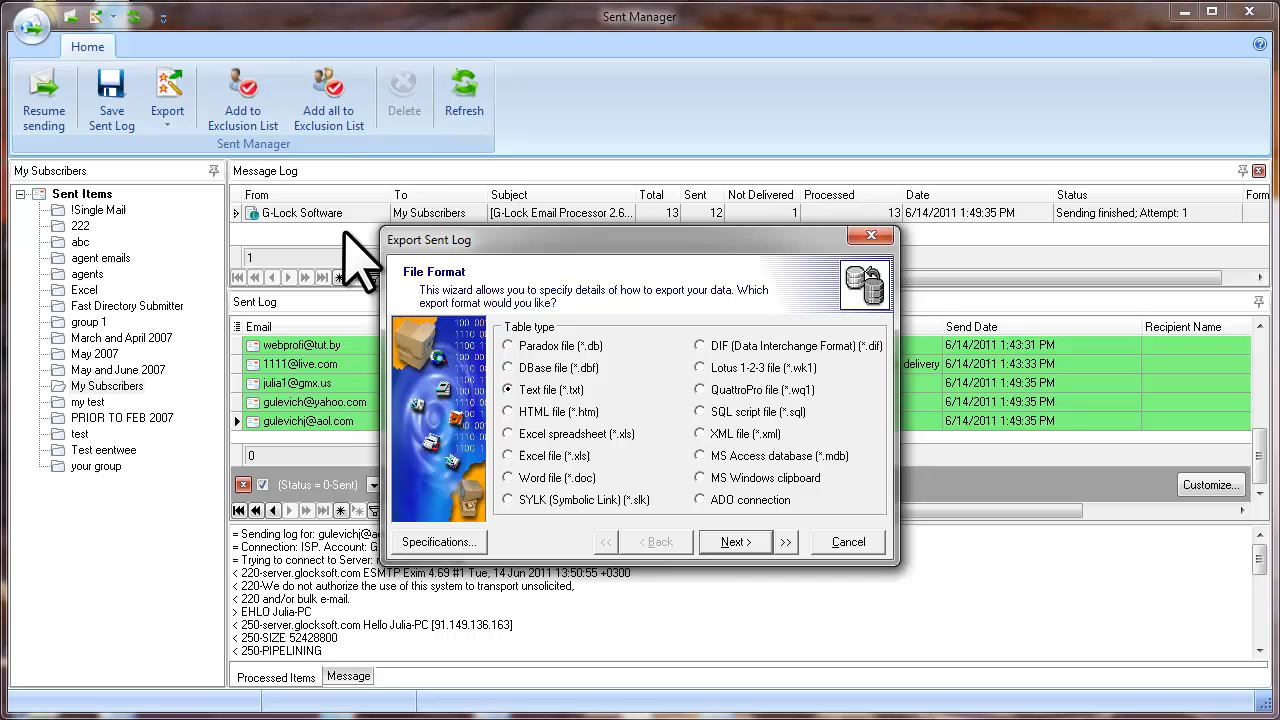 Sent Manager
Home
Resume sending
Save Sent Log
Export
Add to Exclusion List
Add all to Exclusion List
Delete
Refresh
Sent Manager
My Subscribers
Sent Items
!Single Mail
222
abc
agent emails
agents
Excel
Fast Directory Submitter
group 1
March and April 2007
May 2007
May and June 2007
My Subscribers
my test
PRIOR TO FEB 2007
test
Test eentwee
your group
Message Log
From To Subject Total Sent Not Delivered Processed Date Status Form
G-Lock Software My Subscribers [G-Lock Email Processor 2.6... 13 12 1 13 6/14/2011 1:49:35 PM Sending finished; Attempt: 1
1
Sent Log
Email Send Date Recipient Name
webprofi@tut.by 6/14/2011 1:43:31 PM
1111@live.com delivery 6/14/2011 1:43:33 PM
julia1@gmx.us 6/14/2011 1:43:33 PM
gulevich@yahoo.com 6/14/2011 1:49:35 PM
gulevichj@aol.com 6/14/2011 1:49:35 PM
0
(Status = 0-Sent)
Customize...
Export Sent Log
File Format
This wizard allows you to specify details of how to export your data. Which
export format would you like?
Table type
Paradox file (*.db)
DBase file (*.dbf)
Text file (*.txt)
HTML file (*.htm)
Excel spreadsheet (*.xls)
Excel file (*.xls)
Word file (*.doc)
SYLK (Symbolic Link) (*.slk)
DIF (Data Interchange Format) (*.dif)
Lotus 1-2-3 file (*.wk1)
QuattroPro file (*.wq1)
SQL script file (*.sql)
XML file (*.xml)
MS Access database (*.mdb)
MS Windows clipboard
ADO connection
Specifications... << < Back Next > >> Cancel
= Sending log for: gulevichj@a
= Connection: ISP. Account: G
= Trying to connect to Server:
< 220-server.glocksoft.com ESMTP Exim 4.69 #1 Tue, 14 Jun 2011 13:50:55 +0300
< 220-We do not authorize the use of this system to transport unsolicited,
< 220 and/or bulk e-mail.
> EHLO Julia-PC
< 250-server.glocksoft.com Hello Julia-PC [91.149.136.163]
< 250-SIZE 52428800
< 250-PIPELINING
Processed Items Message